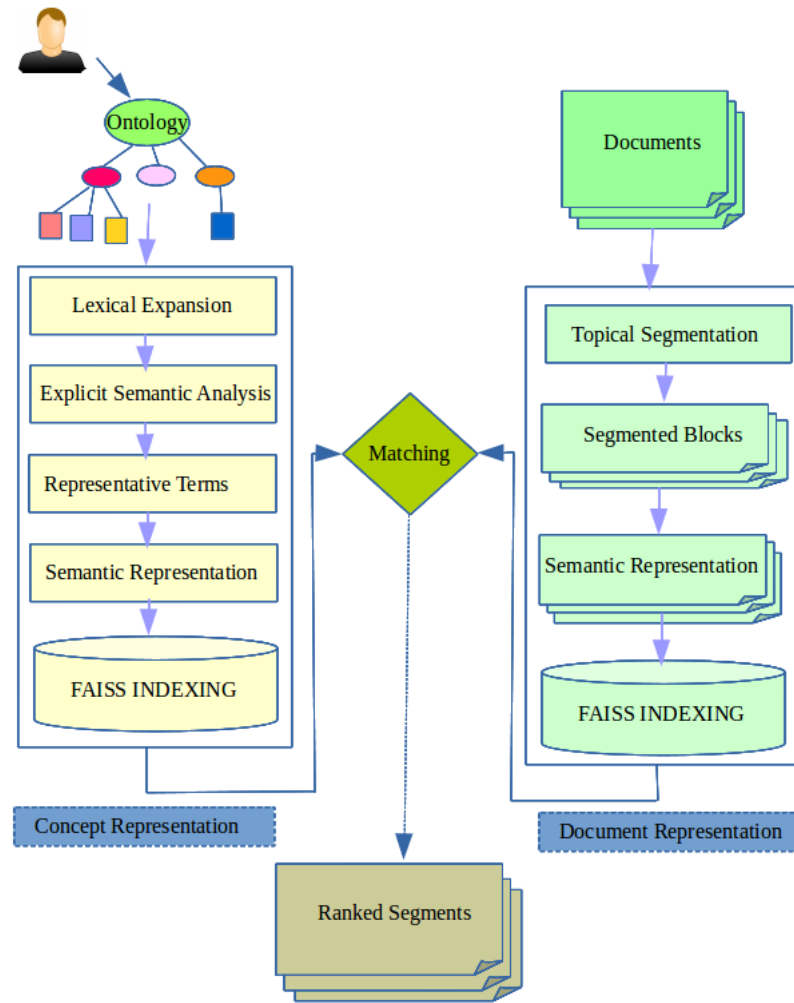 Ontology
Documents
Lexical Expansion
Explicit Semantic Analysis
Representative Terms
Semantic Representation
FAISS INDEXING
Concept Representation
Matching
Topical Segmentation
Segmented Blocks
Semantic Representation
FAISS INDEXING
Document Representation
Ranked Segments